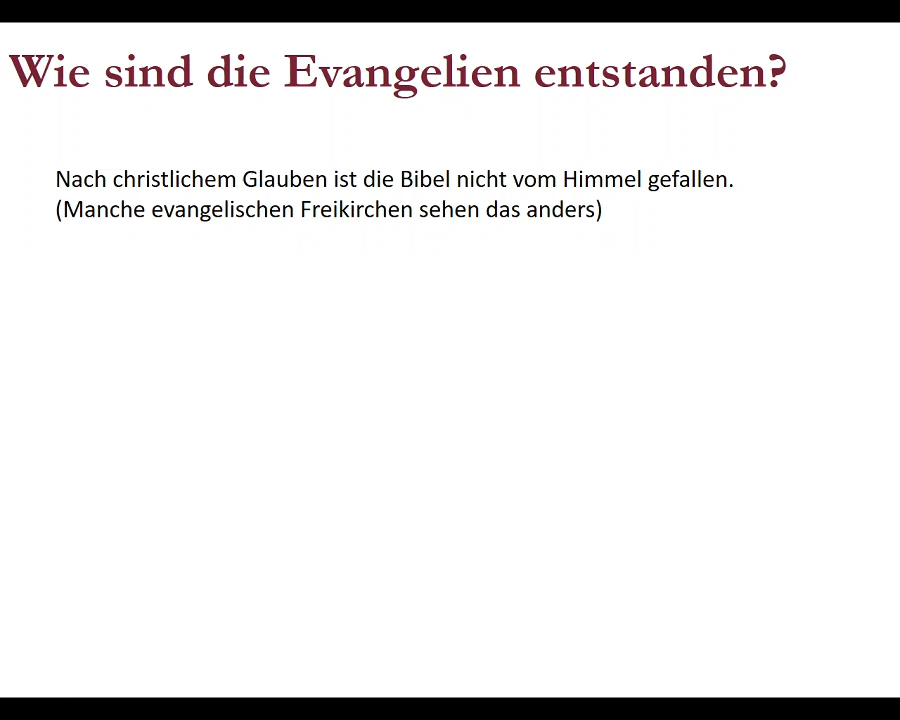 Wie sind die Evangelien entstanden?
Nach christlichem Glauben ist die Bibel nicht vom Himmel gefallen.
(Manche evangelischen Freikirchen sehen das anders)